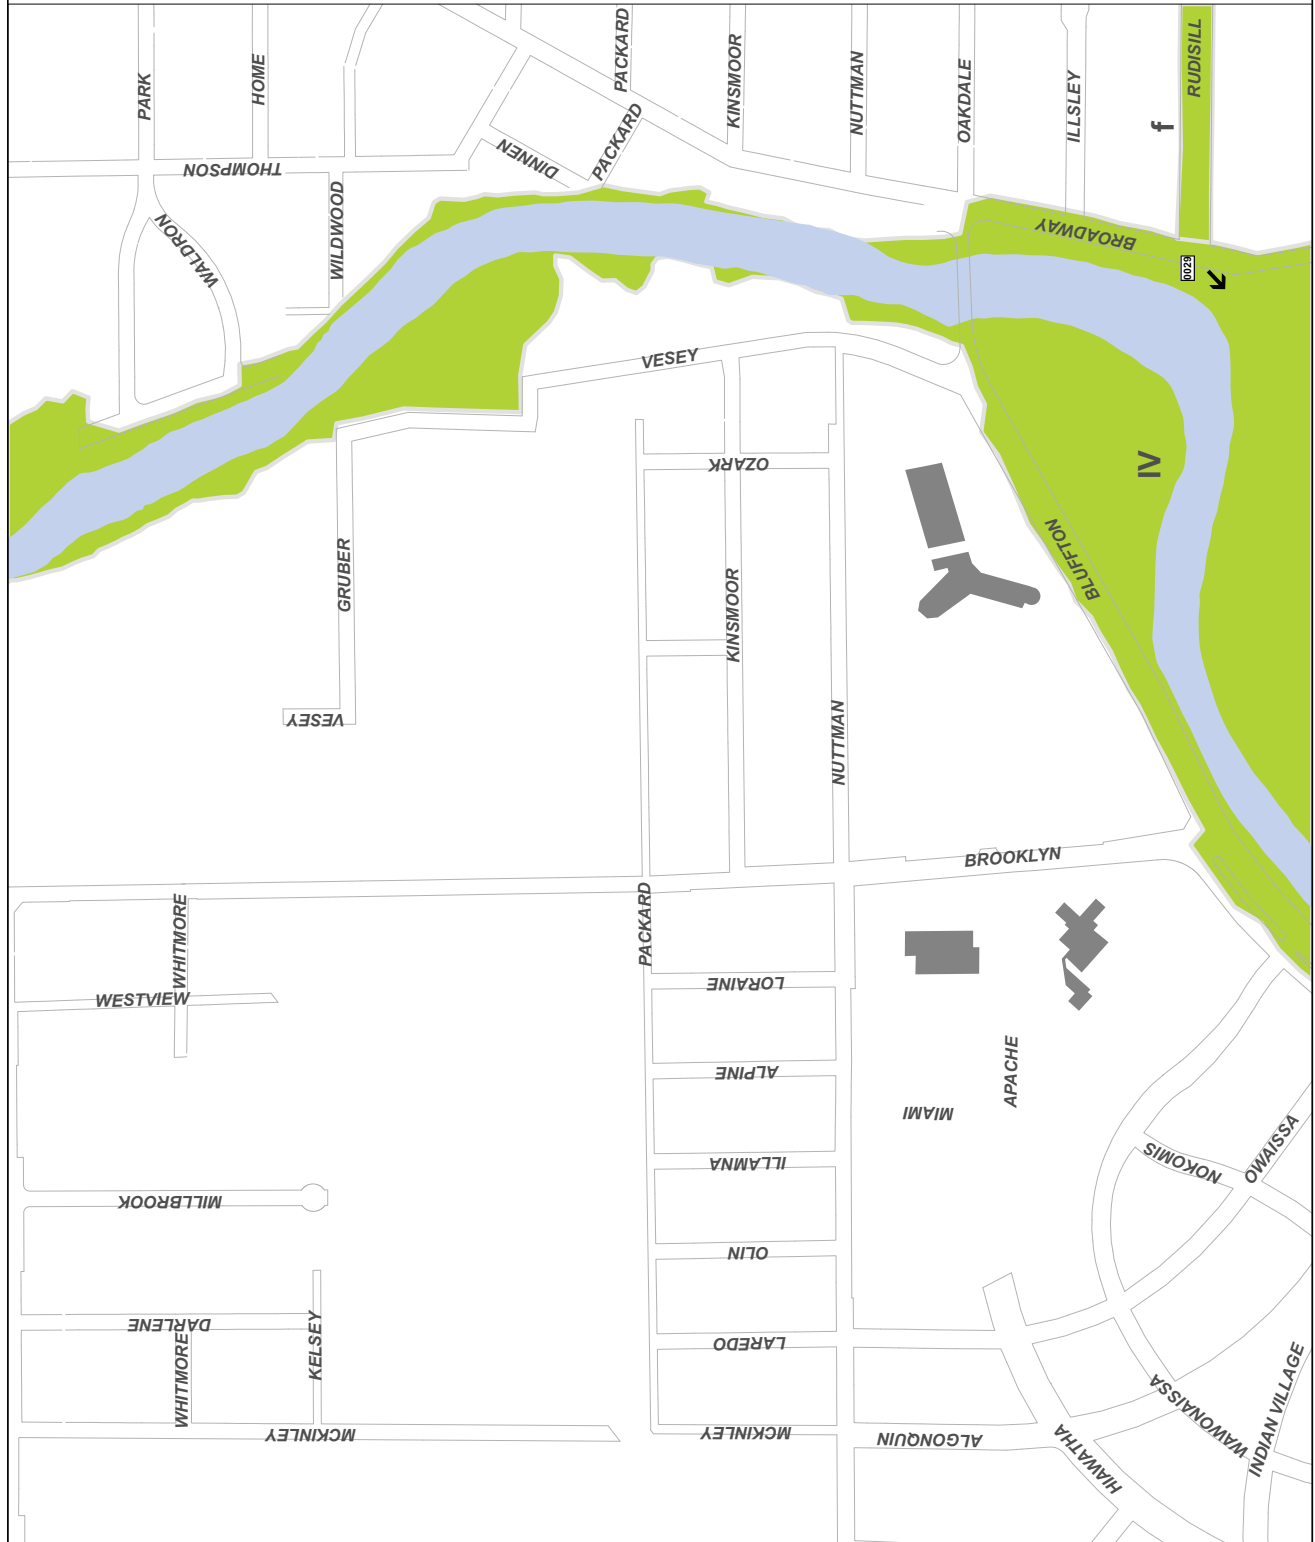 PARK
HOME
PACKARD
KINSMOOR
NUTTMAN
OAKDALE
ILLSLEY
RUDISILL
f
THOMPSON
DINNEN
PACKARD
WALDRON
WILDWOOD
BROADWAY
0029
VESEY
OZARK
IV
GRUBER
KINSMOOR
BLUFFTON
VESEY
NUTTMAN
BROOKLYN
WHITMORE
PACKARD
WESTVIEW
LORAINE
ALPINE
APACHE
MIAMI
ILLAMNA
NOKOMIS
OWAISSA
MILLBROOK
OLIN
DARLENE
WHITMORE
KELSEY
LAREDO
WAWONAISSA
INDIAN VILLAGE
MCKINLEY
MCKINLEY
ALGONQUIN
HIAWATHA